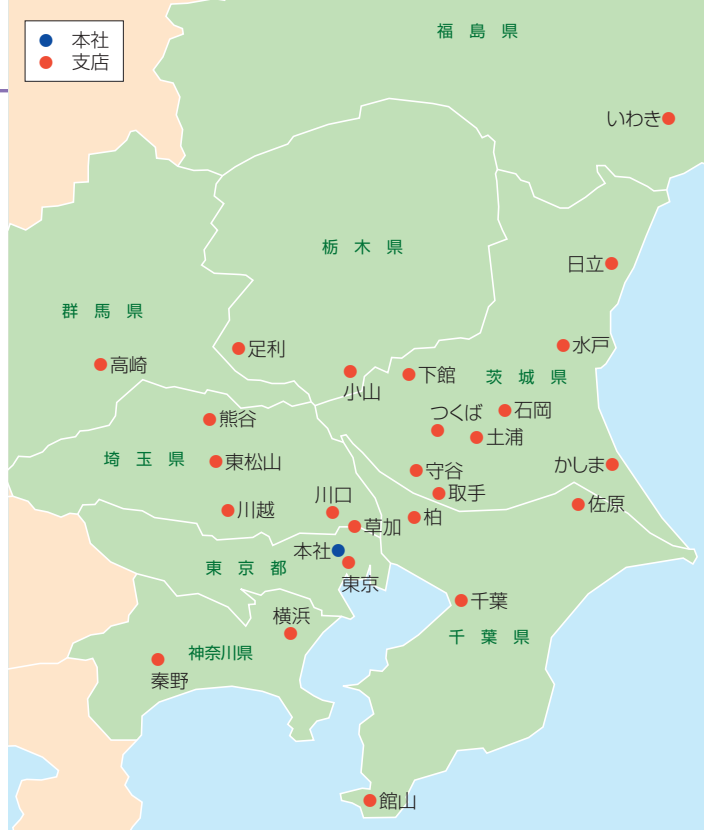 本社
支店
福島県
いわき
栃木県
日立
群馬県
足利
水戸
高崎
小山
下館
茨城県
熊谷
つくば
石岡
土浦
埼玉県
東松山
守谷
かしま
川越
川口
取手
佐原
草加
柏
本社
東京都
東京
千葉
横浜
千葉県
神奈川県
秦野
館山